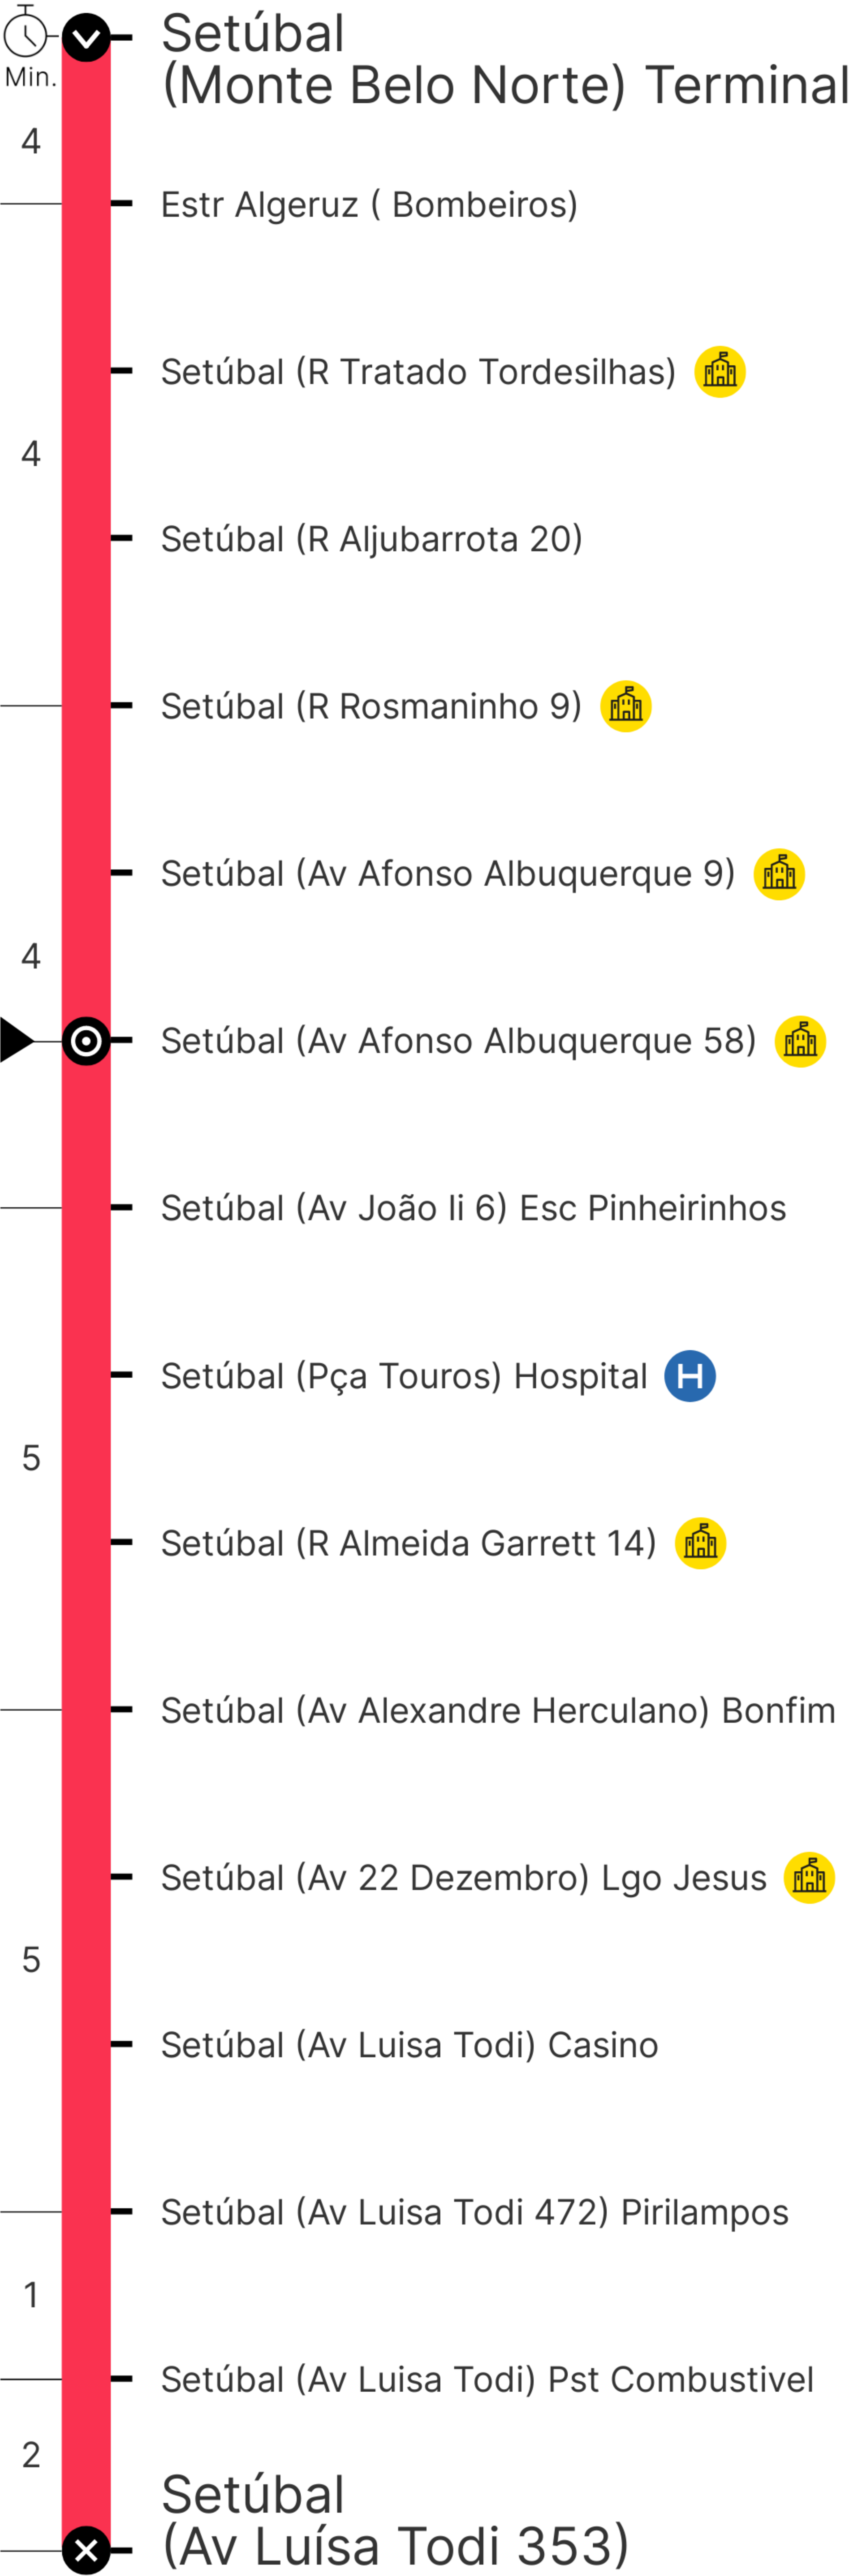 Setúbal
(Monte Belo Norte) Terminal
Min.
4
Estr Algeruz ( Bombeiros)
Setúbal (R Tratado Tordesilhas)
4
Setúbal (R Aljubarrota 20)
Setúbal (R Rosmaninho 9)
Setúbal (Av Afonso Albuquerque 9)
4
Setúbal (Av Afonso Albuquerque 58)
Setúbal (Av João Ii 6) Esc Pinheirinhos
Setúbal (Pça Touros) Hospital H
5
Setúbal (R Almeida Garrett 14)
Setúbal (Av Alexandre Herculano) Bonfim
Setúbal (Av 22 Dezembro) Lgo Jesus
5
Setúbal (Av Luisa Todi) Casino
Setúbal (Av Luisa Todi 472) Pirilampos
1
Setúbal (Av Luisa Todi) Pst Combustivel
2
Setúbal
(Av Luísa Todi 353)